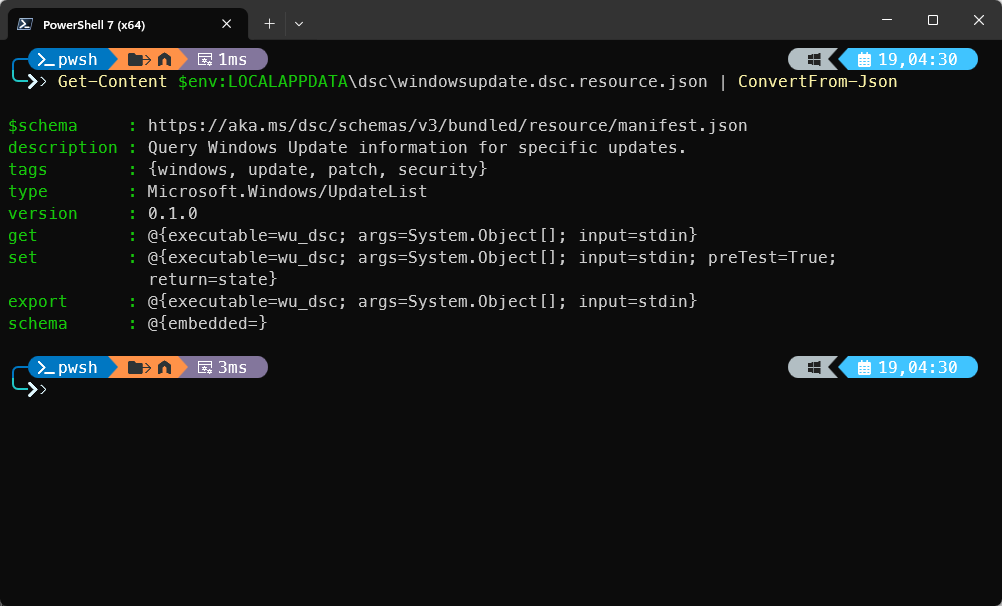 PowerShell 7 (x64)
pwsh 1ms 19,04:30
Get-Content $env:LOCALAPPDATA\dsc\windowsupdate.dsc.resource.json | ConvertFrom-Json
$schema : https://aka.ms/dsc/schemas/v3/bundled/resource/manifest.json
description : Query Windows Update information for specific updates.
tags : {windows, update, patch, security}
type : Microsoft.Windows/UpdateList
version : 0.1.0
get : @{executable=wu_dsc; args=System.Object[]; input=stdin}
set : @{executable=wu_dsc; args=System.Object[]; input=stdin; preTest=True;
return=state}
export : @{executable=wu_dsc; args=System.Object[]; input=stdin}
schema : @{embedded=}
pwsh 3ms 19,04:30